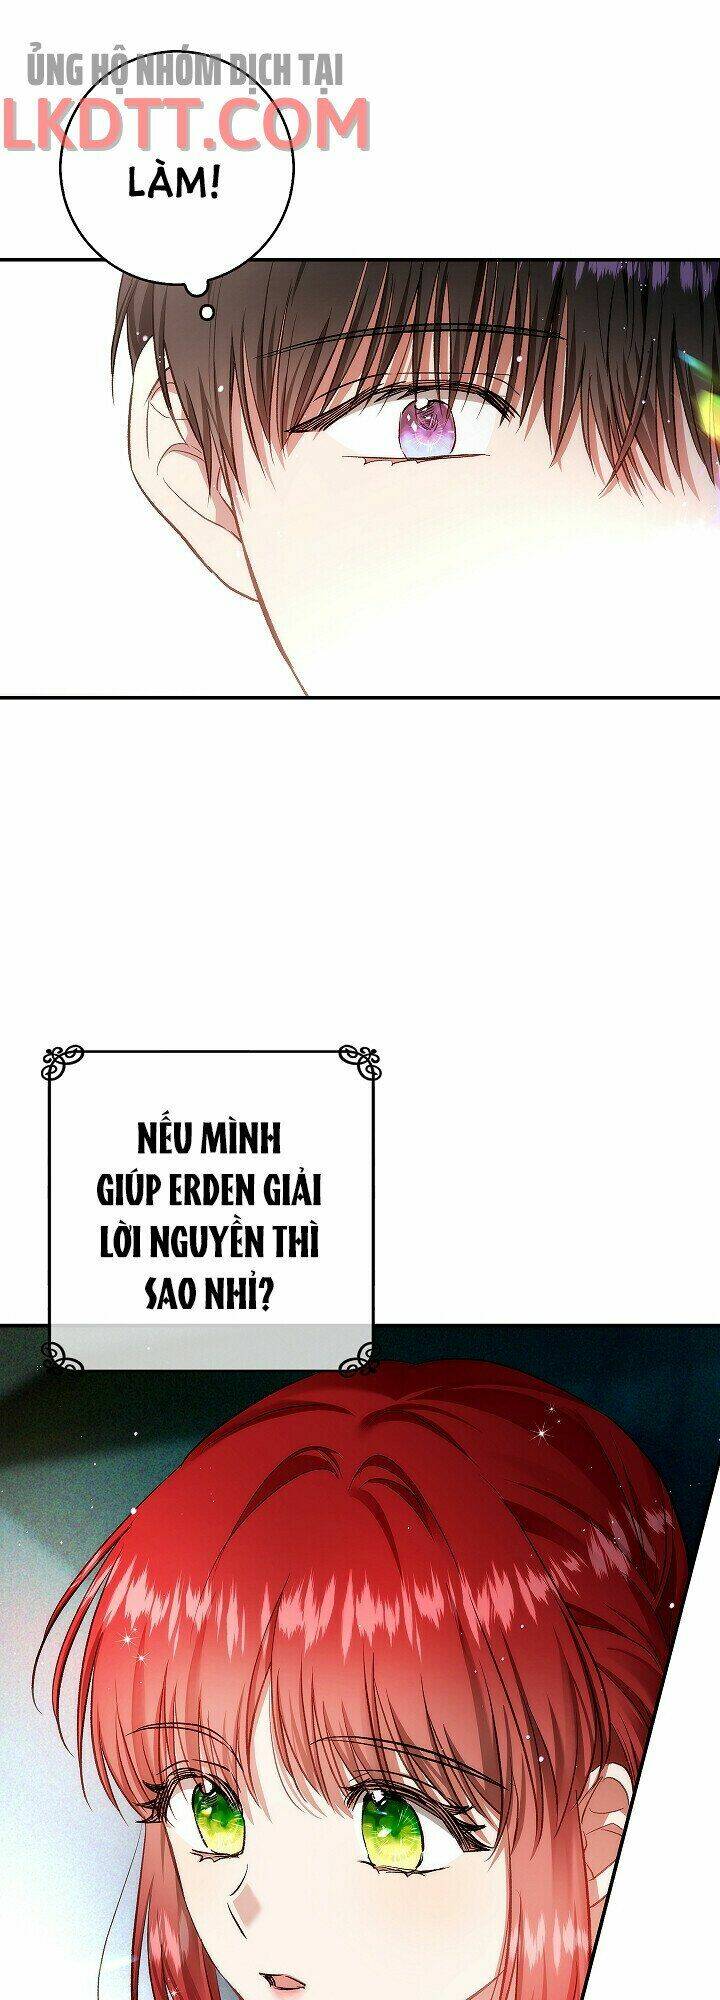 ỦNG HỘ NHÓM DỊCH TẠI
LKDTT.COM
LÀM!
NẾU MÌNH
GIÚP ERDEN GIẢI
LỜI NGUYỀN THÌ
SAO NHỈ?